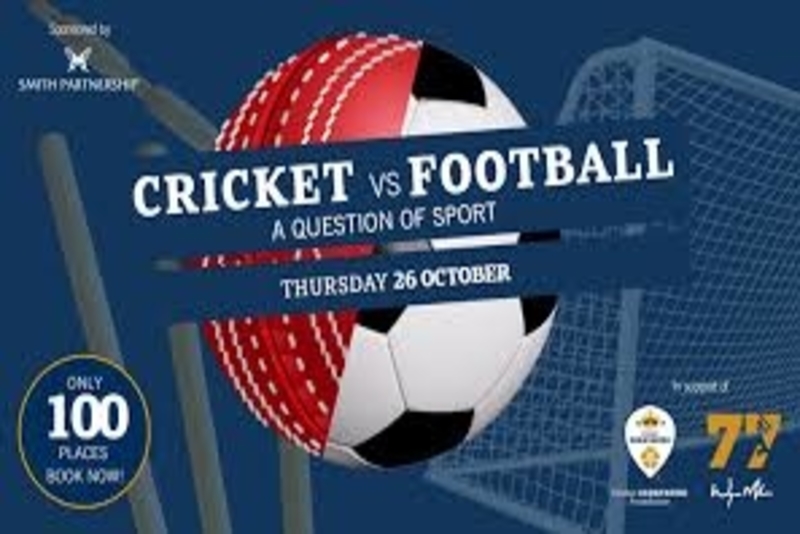 Sponsored by
SMITH PARTNERSHIP
CRICKET VS FOOTBALL
A QUESTION OF SPORT
THURSDAY 26 OCTOBER
ONLY
100
PLACES
BOOK NOW!
In support of
77